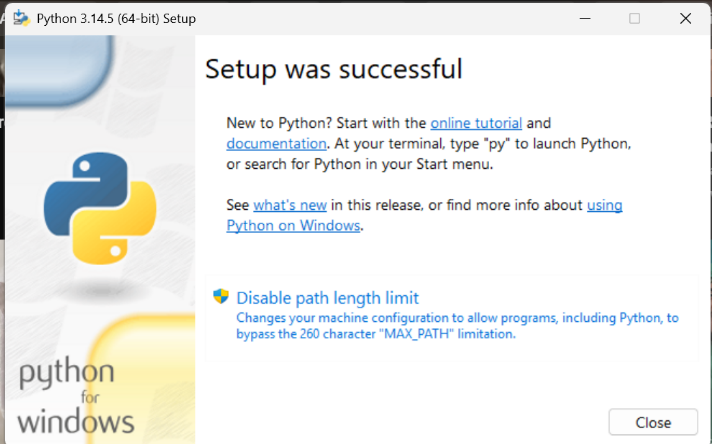 Python 3.14.5 (64-bit) Setup
Setup was successful
New to Python? Start with the online tutorial and
documentation. At your terminal, type "py" to launch Python,
or search for Python in your Start menu.
See what's new in this release, or find more info about using
Python on Windows.
Disable path length limit
Changes your machine configuration to allow programs, including Python, to
bypass the 260 character "MAX_PATH" limitation.
python
for
windows
Close